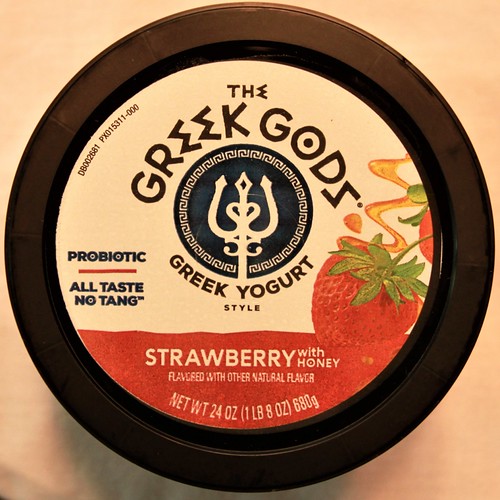 THE
GREEK GODS®
GREEK YOGURT
STYLE
DB002681 PX015311-000
PROBIOTIC
ALL TASTE
NO TANG™
STRAWBERRY with HONEY
FLAVORED WITH OTHER NATURAL FLAVOR
NET WT 24 OZ (1 LB 8 OZ) 680g